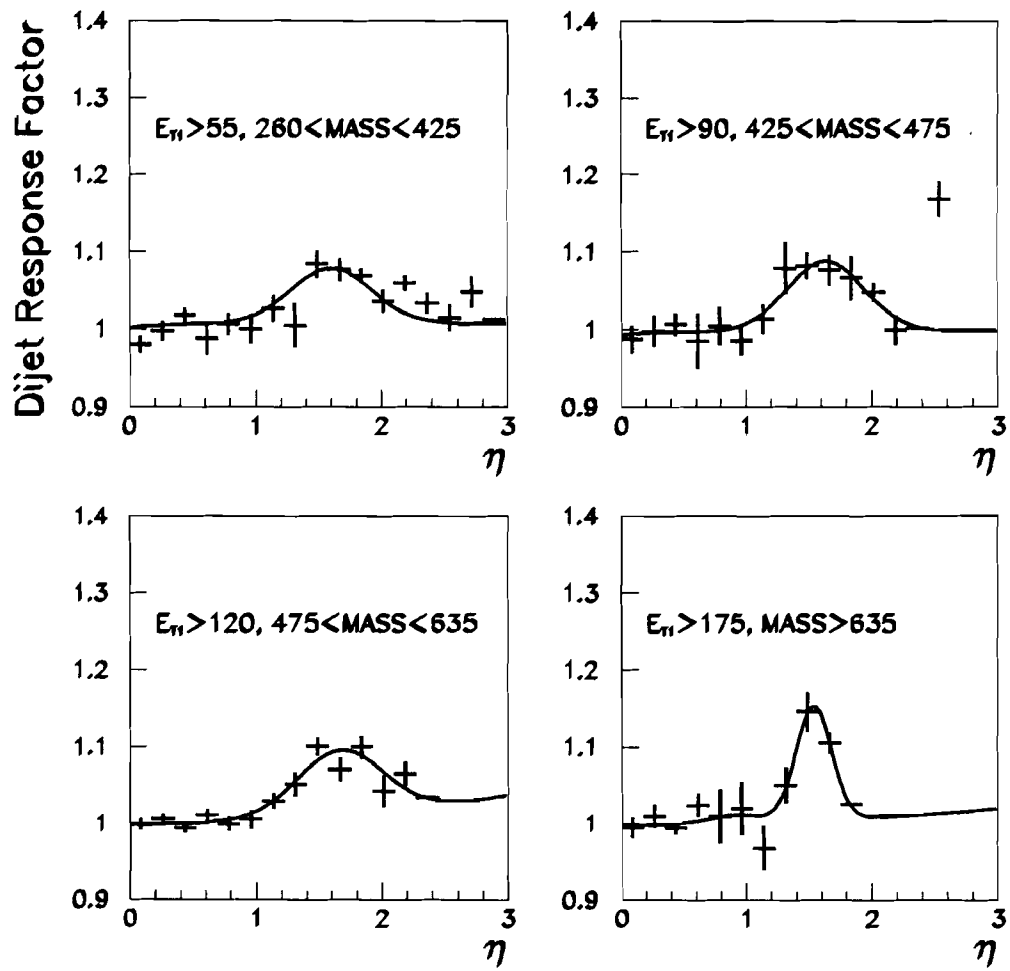 Dijet Response Factor
1.4
1.3
1.2
1.1
1
0.9
E_T1>55, 260<MASS<425
0 1 2 3
η
1.4
1.3
1.2
1.1
1
0.9
E_T1>90, 425<MASS<475
0 1 2 3
η
1.4
1.3
1.2
1.1
1
0.9
E_T1>120, 475<MASS<635
0 1 2 3
η
1.4
1.3
1.2
1.1
1
0.9
E_T1>175, MASS>635
0 1 2 3
η